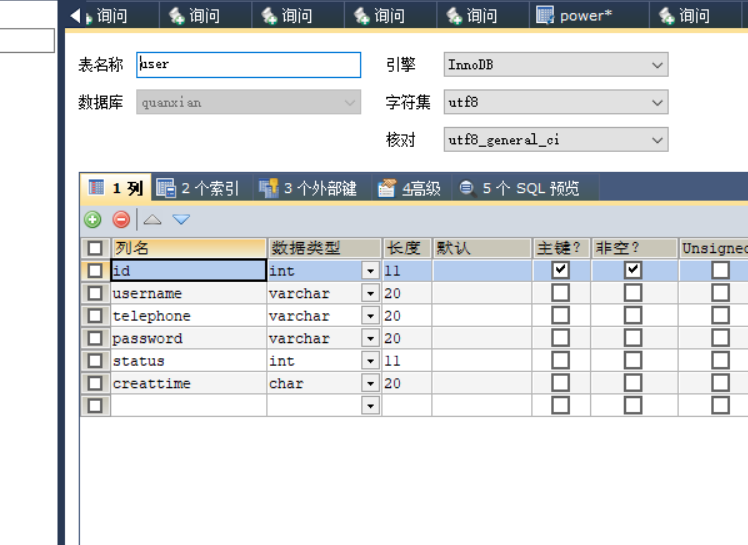 询问 询问 询问 询问 询问 power* 询问
表名称 user 引擎 InnoDB
数据库 quanxian 字符集 utf8
核对 utf8_general_ci
1 列 2 个索引 3 个外部键 4高级 5 个 SQL 预览
列名 数据类型 长度 默认 主键? 非空? Unsigned
id int 11
username varchar 20
telephone varchar 20
password varchar 20
status int 11
creattime char 20